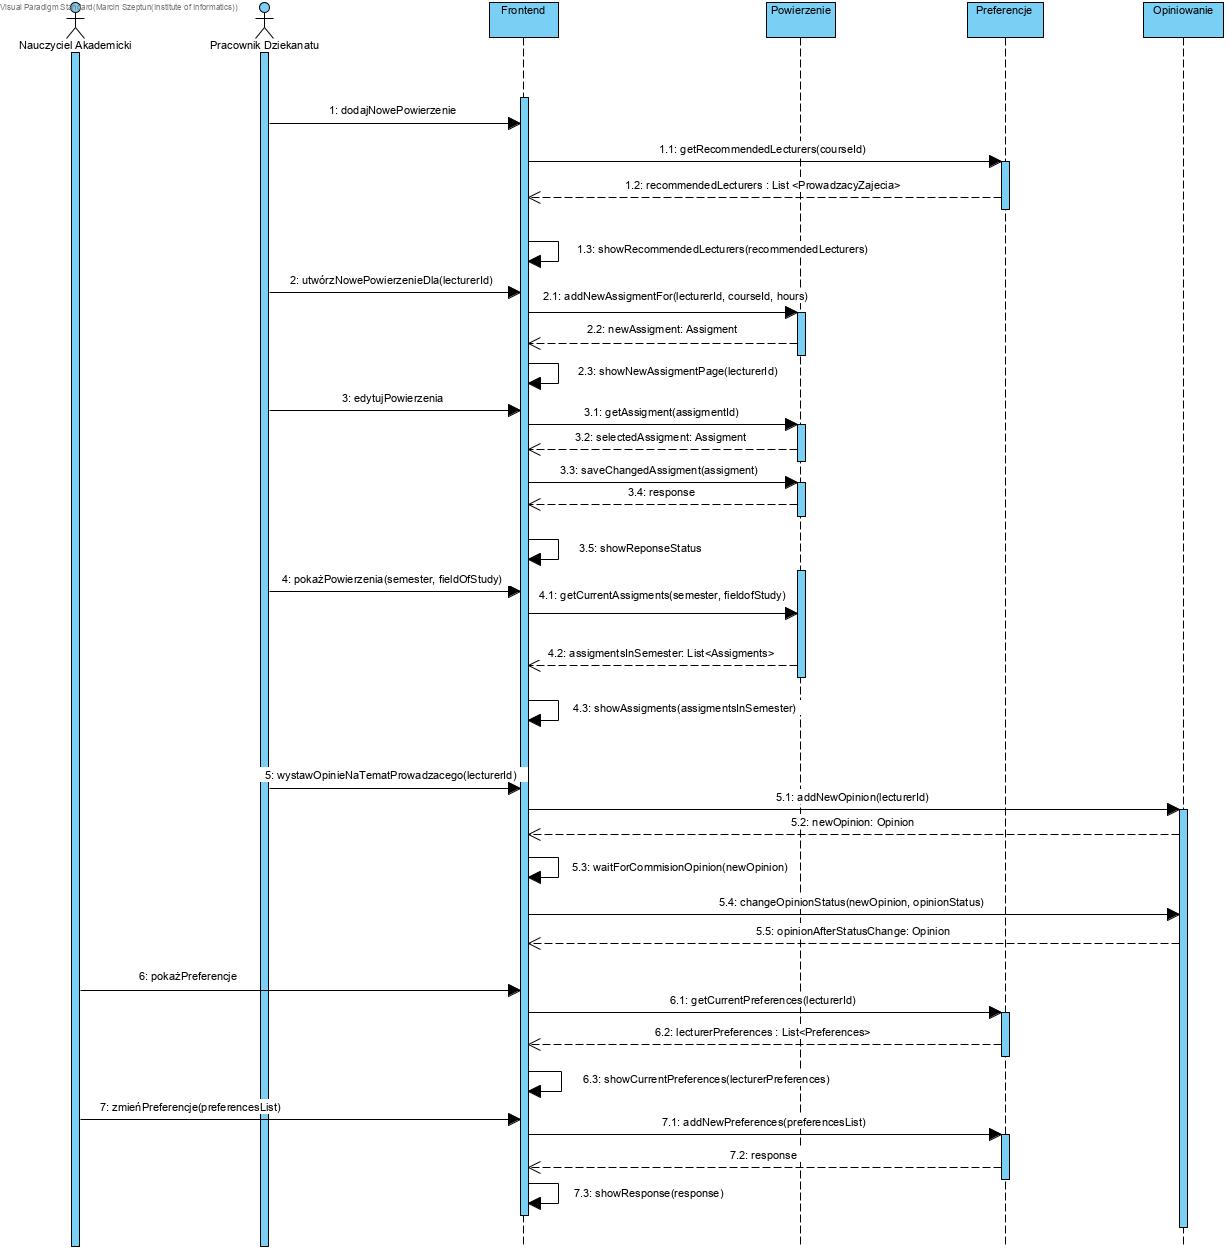 Visual Paradigm Standard(Marcin Szeptun(Institute of Informatics))
Nauczyciel Akademicki
Pracownik Dziekanatu
Frontend
Powierzenie
Preferencje
Opiniowanie
1: dodajNowePowierzenie
1.1: getRecommendedLecturers(courseId)
1.2: recommendedLecturers : List <ProwadzacyZajecia>
1.3: showRecommendedLecturers(recommendedLecturers)
2: utwórzNowePowierzenieDla(lecturerId)
2.1: addNewAssigmentFor(lecturerId, courseId, hours)
2.2: newAssigment: Assigment
2.3: showNewAssigmentPage(lecturerId)
3: edytujPowierzenia
3.1: getAssigment(assigmentId)
3.2: selectedAssigment: Assigment
3.3: saveChangedAssigment(assigment)
3.4: response
3.5: showReponseStatus
4: pokażPowierzenia(semester, fieldOfStudy)
4.1: getCurrentAssigments(semester, fieldofStudy)
4.2: assigmentsInSemester: List<Assigments>
4.3: showAssigments(assigmentsInSemester)
5: wystawOpinieNaTematProwadzacego(lecturerId)
5.1: addNewOpinion(lecturerId)
5.2: newOpinion: Opinion
5.3: waitForCommisionOpinion(newOpinion)
5.4: changeOpinionStatus(newOpinion, opinionStatus)
5.5: opinionAfterStatusChange: Opinion
6: pokażPreferencje
6.1: getCurrentPreferences(lecturerId)
6.2: lecturerPreferences : List<Preferences>
6.3: showCurrentPreferences(lecturerPreferences)
7: zmieńPreferencje(preferencesList)
7.1: addNewPreferences(preferencesList)
7.2: response
7.3: showResponse(response)